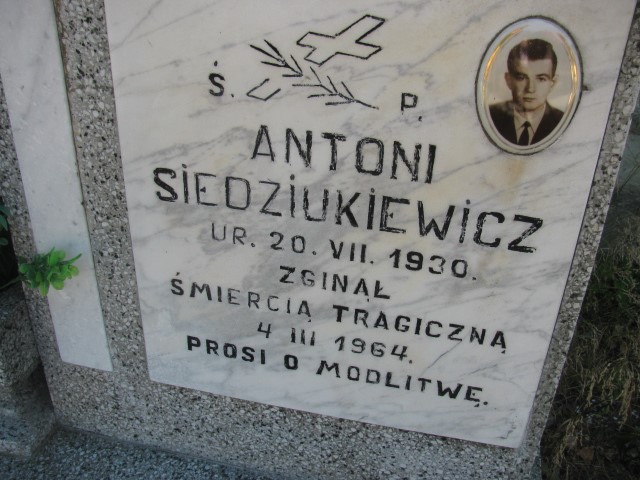 Ś. P.
ANTONI
SIEDZIUKIEWICZ
UR. 20. VII. 1930.
ZGINĄŁ
ŚMIERCIĄ TRAGICZNĄ
4 III 1964.
PROSI O MODLITWĘ.